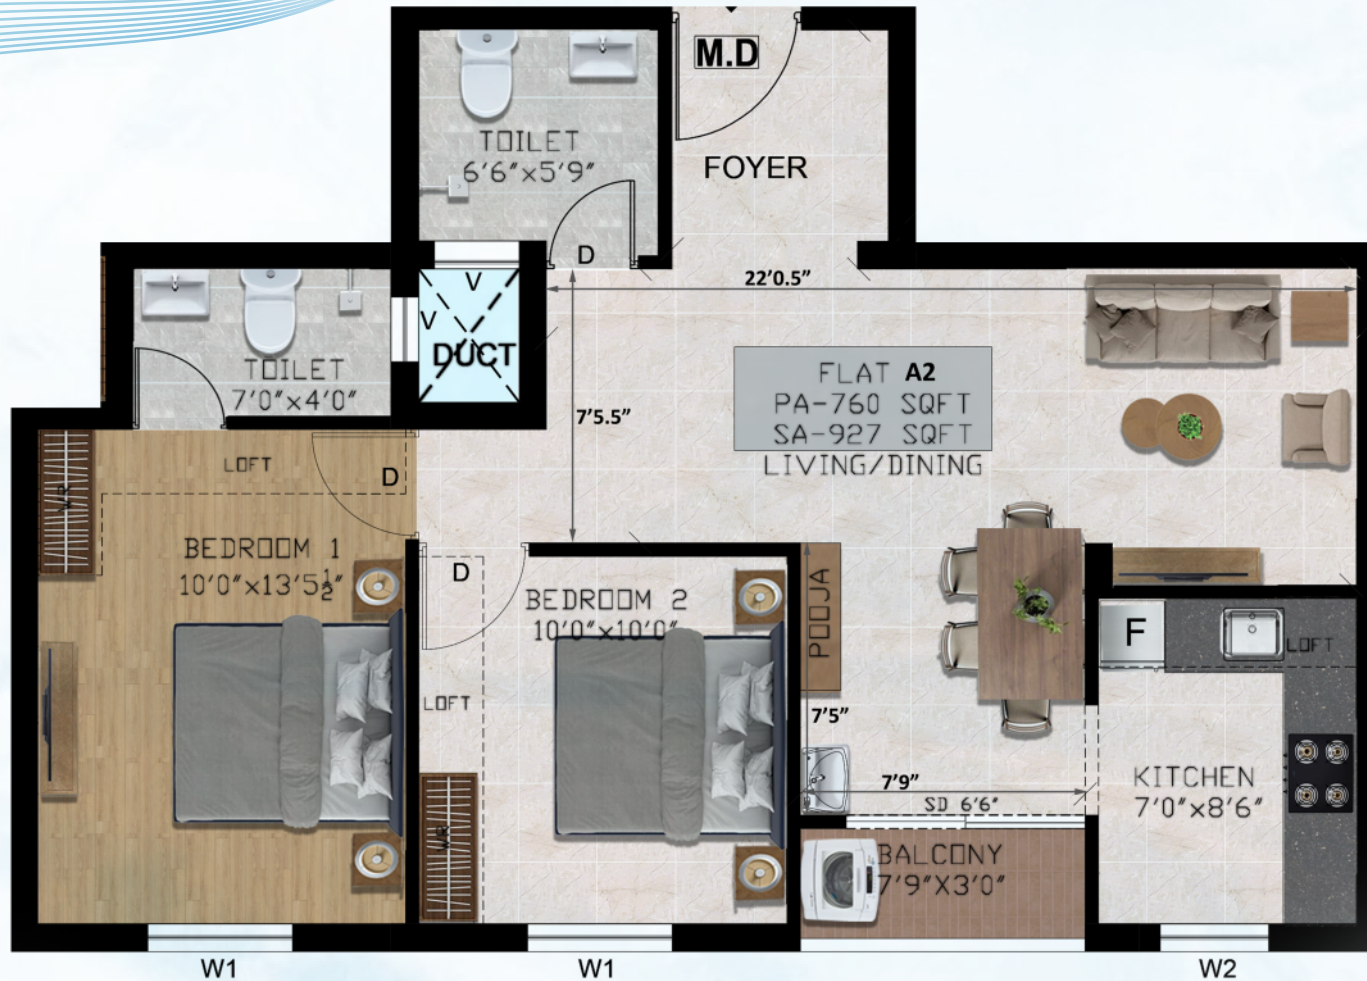 M.D
TOILET
6'6"x5'9"
FOYER
D
22'0.5"
V
V
DUCT
TOILET
7'0"x4'0"
7'5.5"
FLAT A2
PA-760 SQFT
SA-927 SQFT
LIVING/DINING
LOFT
D
WR
BEDROOM 1
10'0"x13'5½"
D
BEDROOM 2
10'0"x10'0"
POOJA
F
LOFT
LOFT
7'5"
7'9"
SD 6'6"
KITCHEN
7'0"x8'6"
WR
BALCONY
7'9"X3'0"
W1
W1
W2